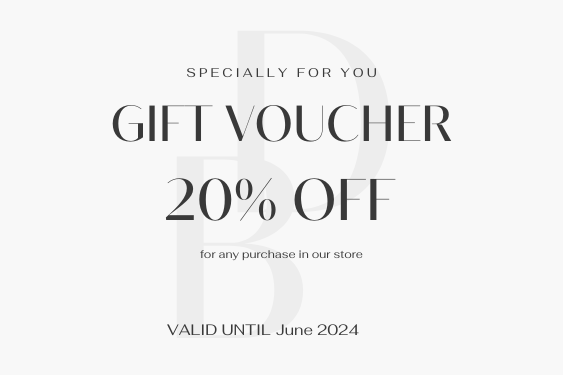 SPECIALLY FOR YOU
GIFT VOUCHER
20% OFF
for any purchase in our store
VALID UNTIL June 2024
D
B